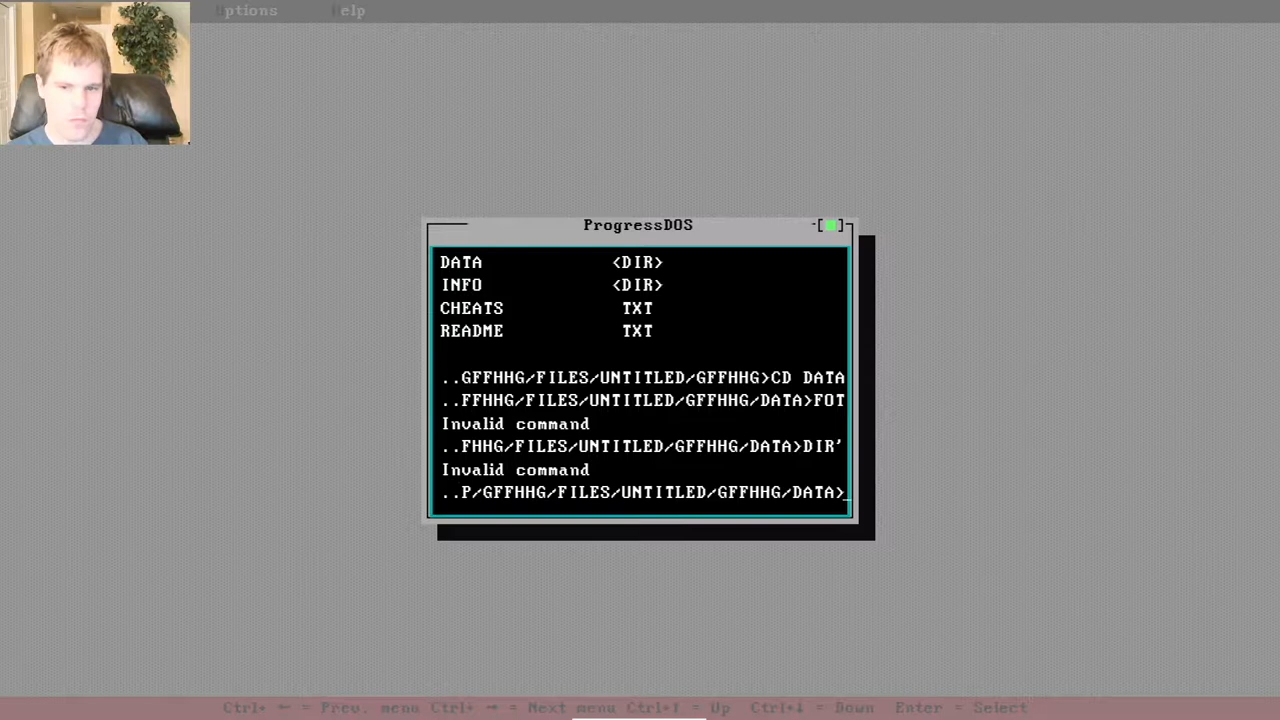 ptions elp
ProgressDOS
DATA <DIR>
INFO <DIR>
CHEATS TXT
README TXT
..GFFHHG/FILES/UNTITLED/GFFHHG>CD DATA
..FFHHG/FILES/UNTITLED/GFFHHG/DATA>FOT
Invalid command
..FHHG/FILES/UNTITLED/GFFHHG/DATA>DIR'
Invalid command
..P/GFFHHG/FILES/UNTITLED/GFFHHG/DATA>_
Ctrl+ ← = Prev. menu Ctrl+ → = Next menu Ctrl+↑ = Up Ctrl+↓ = Down Enter = Select